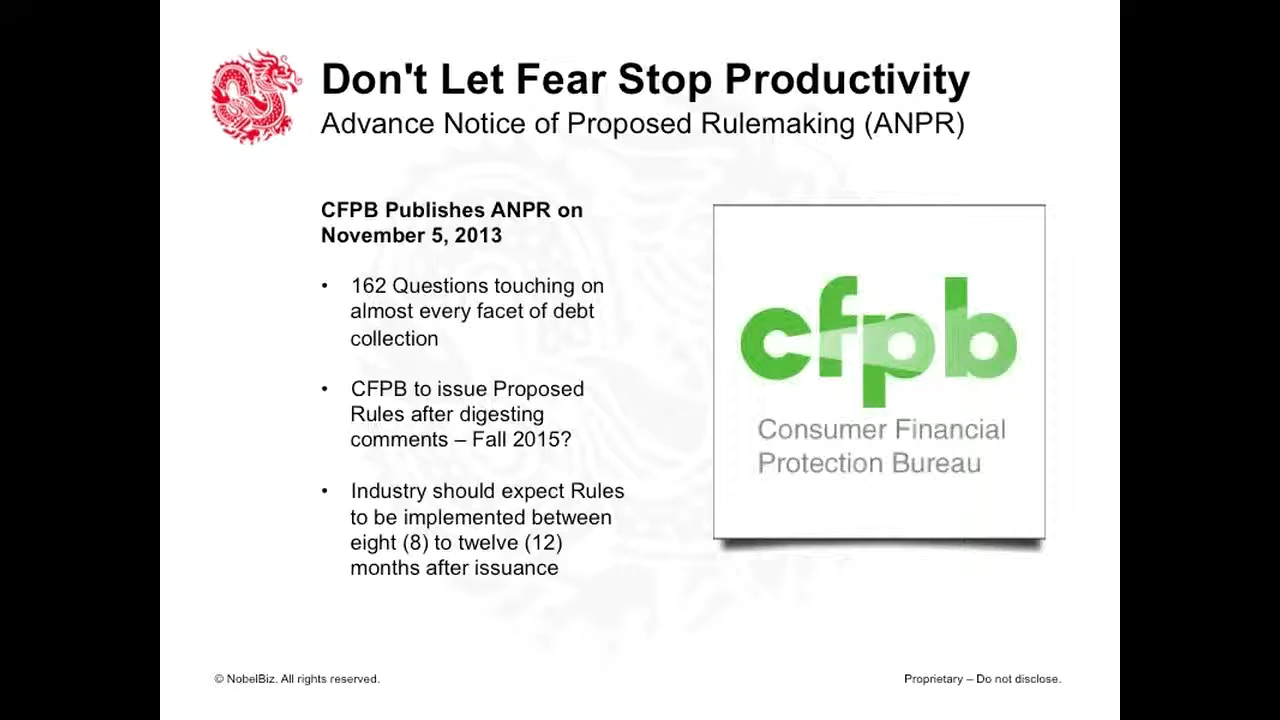 Don't Let Fear Stop Productivity
Advance Notice of Proposed Rulemaking (ANPR)
CFPB Publishes ANPR on
November 5, 2013
• 162 Questions touching on
almost every facet of debt
collection
• CFPB to issue Proposed
Rules after digesting
comments – Fall 2015?
• Industry should expect Rules
to be implemented between
eight (8) to twelve (12)
months after issuance
cfpb
Consumer Financial
Protection Bureau
© NobelBiz. All rights reserved.
Proprietary – Do not disclose.